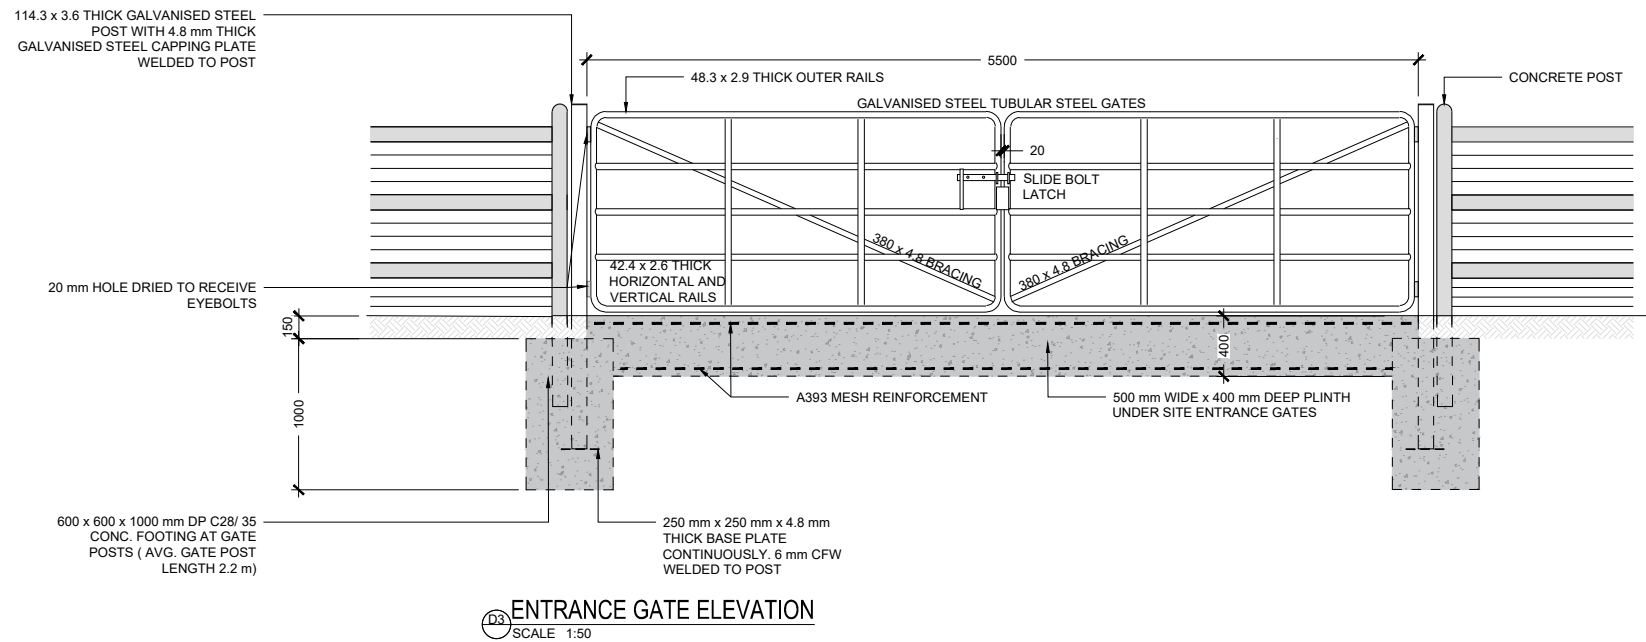 114.3 x 3.6 THICK GALVANISED STEEL
POST WITH 4.8 mm THICK
GALVANISED STEEL CAPPING PLATE
WELDED TO POST
5500
48.3 x 2.9 THICK OUTER RAILS
CONCRETE POST
GALVANISED STEEL TUBULAR STEEL GATES
20
SLIDE BOLT
LATCH
380 x 4.8 BRACING
380 x 4.8 BRACING
42.4 x 2.6 THICK
HORIZONTAL AND
VERTICAL RAILS
20 mm HOLE DRIED TO RECEIVE
EYEBOLTS
150
400
1000
A393 MESH REINFORCEMENT
500 mm WIDE x 400 mm DEEP PLINTH
UNDER SITE ENTRANCE GATES
600 x 600 x 1000 mm DP C28/ 35
CONC. FOOTING AT GATE
POSTS ( AVG. GATE POST
LENGTH 2.2 m)
250 mm x 250 mm x 4.8 mm
THICK BASE PLATE
CONTINUOUSLY. 6 mm CFW
WELDED TO POST
D3 ENTRANCE GATE ELEVATION
SCALE 1:50